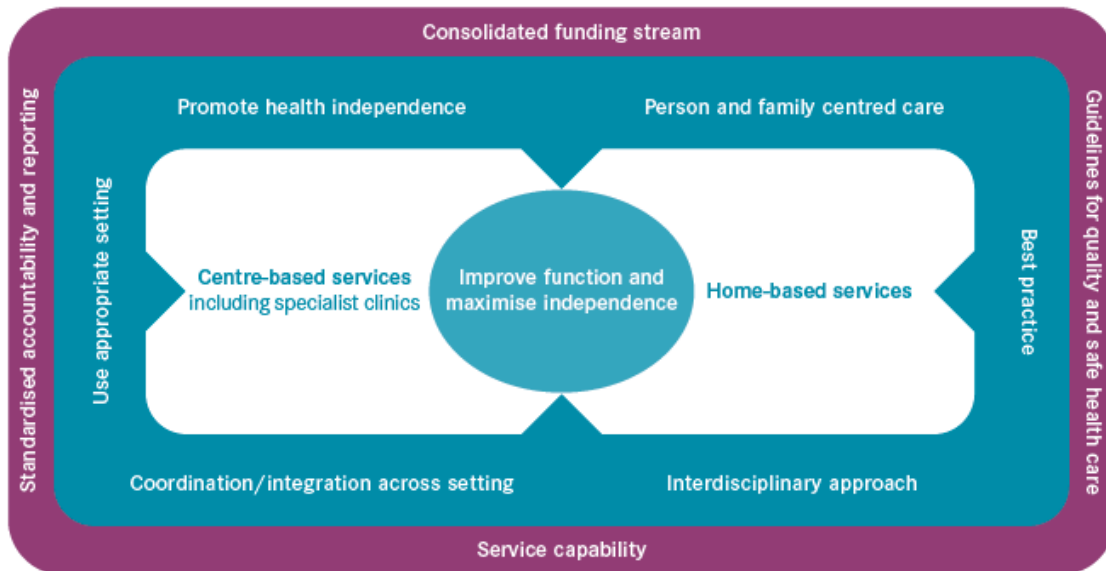 Consolidated funding stream
Standardised accountability and reporting
Guidelines for quality and safe health care
Promote health independence
Person and family centred care
Use appropriate setting
Best practice
Centre-based services
including specialist clinics
Improve function and
maximise independence
Home-based services
Coordination/integration across setting
Interdisciplinary approach
Service capability